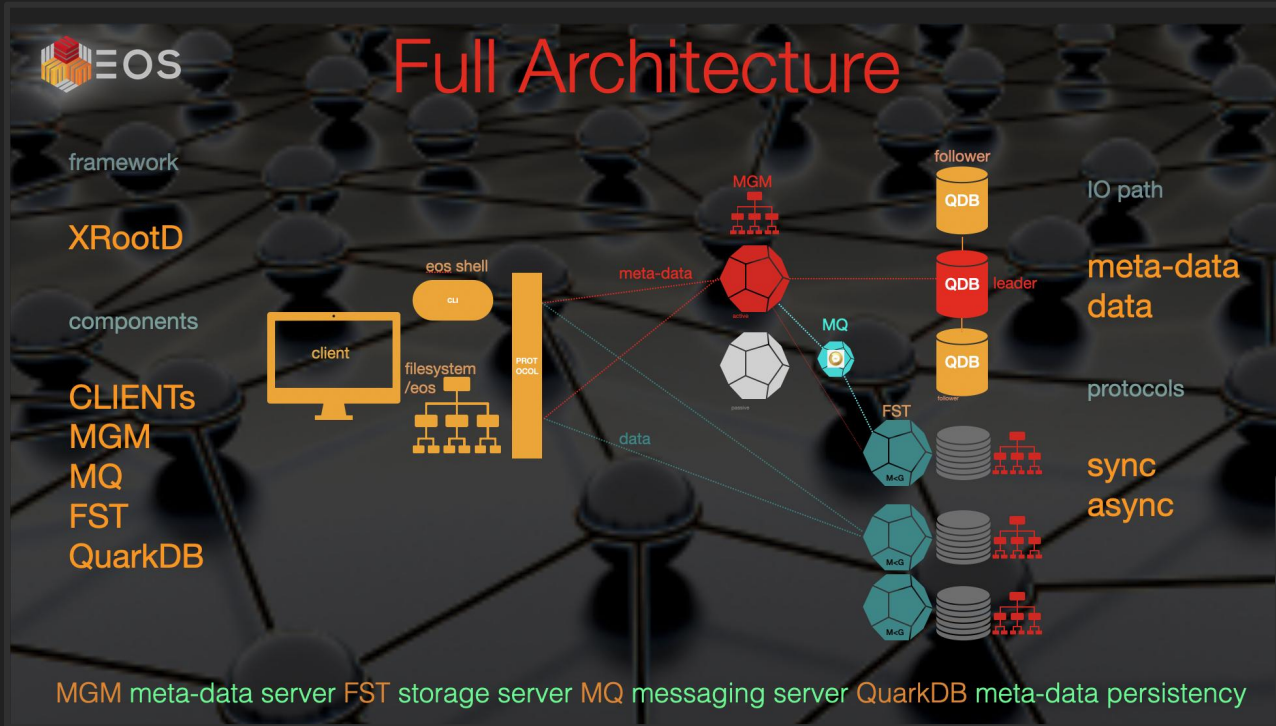 EOS
Full Architecture
framework
XRootD
components
CLIENTs
MGM
MQ
FST
QuarkDB
client
eos shell
CLI
filesystem
/eos
PROT
OCOL
meta-data
data
MGM
active
passive
MQ
FST
M<G
M<G
M<G
follower
QDB
QDB
leader
QDB
follower
IO path
meta-data
data
protocols
sync
async
MGM meta-data server FST storage server MQ messaging server QuarkDB meta-data persistency